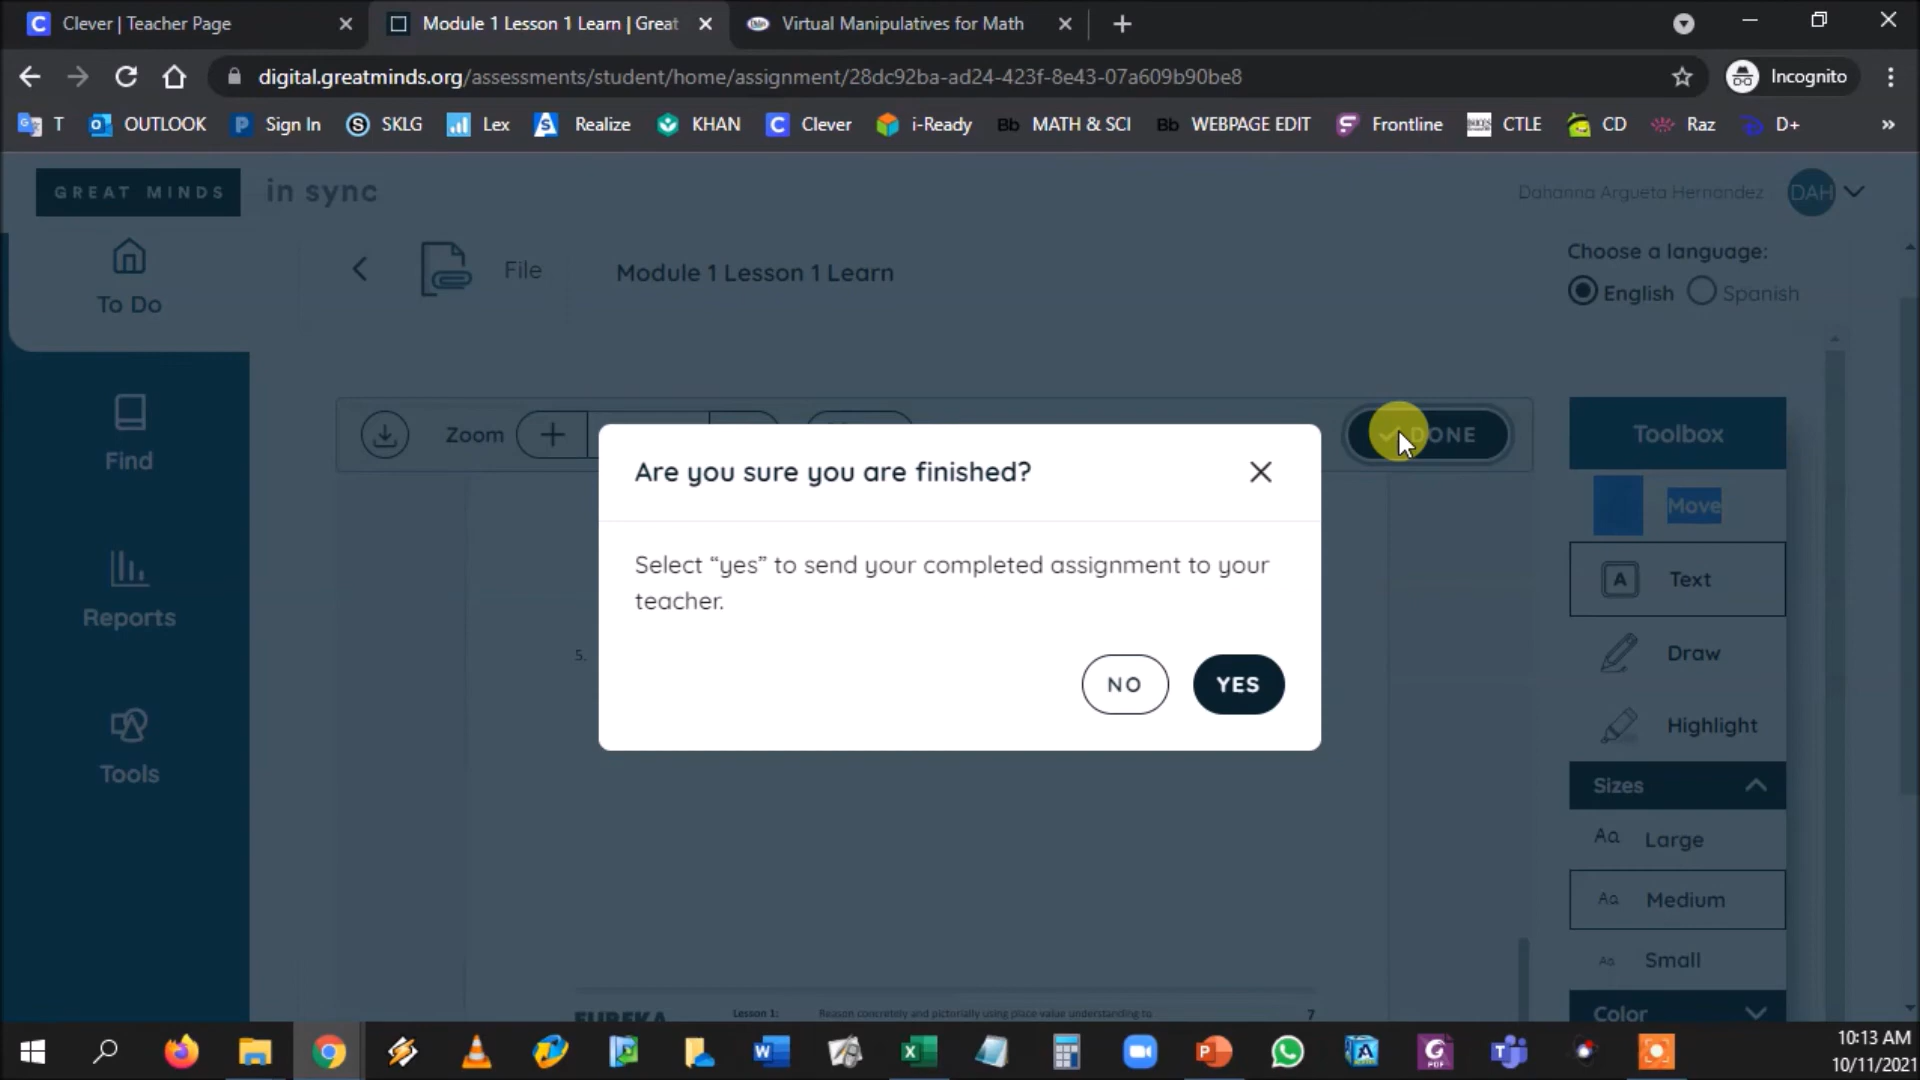 Clever | Teacher Page
Module 1 Lesson 1 Learn | Great
Virtual Manipulatives for Math
digital.greatminds.org/assessments/student/home/assignment/28dc92ba-ad24-423f-8e43-07a609b90be8
Incognito
T OUTLOOK Sign In SKLG Lex Realize KHAN Clever i-Ready Bb MATH & SCI Bb WEBPAGE EDIT Frontline CTLE CD Raz D+ »
GREAT MINDS in sync
Dahanna Argueta Hernandez DAH
To Do
File
Module 1 Lesson 1 Learn
Choose a language:
English Spanish
Find
Reports
Tools
Zoom
DONE
Are you sure you are finished?
Select “yes” to send your completed assignment to your
teacher.
NO YES
5.
Toolbox
Move
A Text
Draw
Highlight
Sizes
Aa Large
Aa Medium
Aa Small
Color
EUREKA
Lesson 1: Reason concretely and pictorially using place value understanding to
7
10:13 AM
10/11/2021